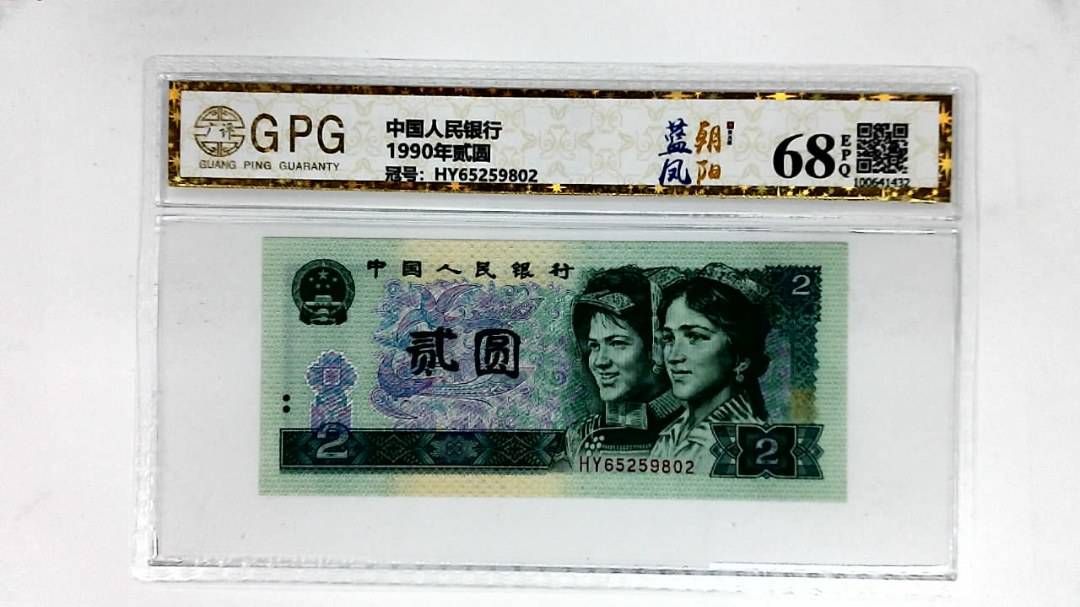 GPG
GUANG PING GUARANTY
中国人民银行
1990年贰圆
冠号：HY65259802
蓝凤
朝阳
68
EPQ
100641432
中国人民银行
2
贰圆
2
2
HY65259802